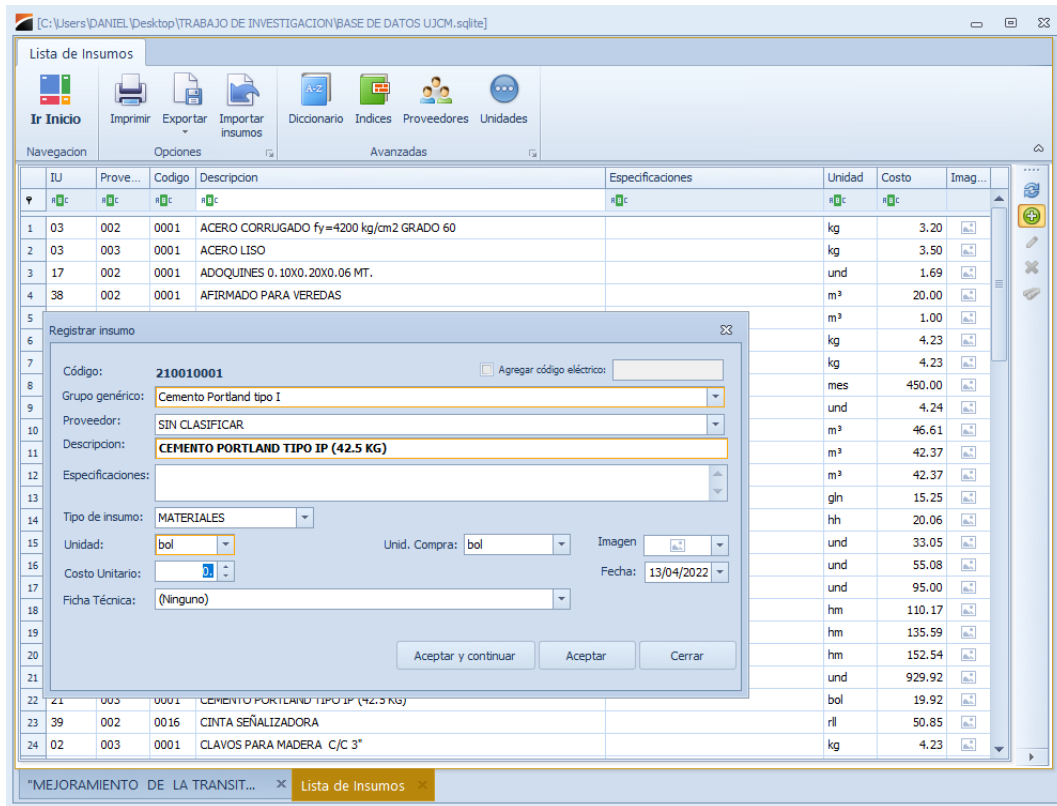 [C:\Users\DANIEL\Desktop\TRABAJO DE INVESTIGACION\BASE DE DATOS UJCM.sqlite]
Lista de Insumos
Ir Inicio Imprimir Exportar Importar insumos Diccionario Indices Proveedores Unidades
Navegacion Opciones Avanzadas
IU Prove... Codigo Descripcion Especificaciones Unidad Costo Imag...
1 03 002 0001 ACERO CORRUGADO fy=4200 kg/cm2 GRADO 60 kg 3.20
2 03 003 0001 ACERO LISO kg 3.50
3 17 002 0001 ADOQUINES 0.10X0.20X0.06 MT. und 1.69
4 38 002 0001 AFIRMADO PARA VEREDAS m³ 20.00
5 m³ 1.00
6 kg 4.23
7 kg 4.23
8 mes 450.00
9 und 4.24
10 m³ 46.61
11 m³ 42.37
12 m³ 42.37
13 gln 15.25
14 hh 20.06
15 und 33.05
16 und 55.08
17 und 95.00
18 hm 110.17
19 hm 135.59
20 hm 152.54
21 und 929.92
22 21 003 0001 CEMENTO PORTLAND TIPO IP (42.5 KG) bol 19.92
23 39 002 0016 CINTA SEÑALIZADORA rll 50.85
24 02 003 0001 CLAVOS PARA MADERA C/C 3" kg 4.23
Registrar insumo
Código: 210010001 Agregar código eléctrico:
Grupo genérico: Cemento Portland tipo I
Proveedor: SIN CLASIFICAR
Descripcion: CEMENTO PORTLAND TIPO IP (42.5 KG)
Especificaciones:
Tipo de insumo: MATERIALES
Unidad: bol Unid. Compra: bol Imagen
Costo Unitario: 0. Fecha: 13/04/2022
Ficha Técnica: (Ninguno)
Aceptar y continuar Aceptar Cerrar
"MEJORAMIENTO DE LA TRANSIT... Lista de Insumos